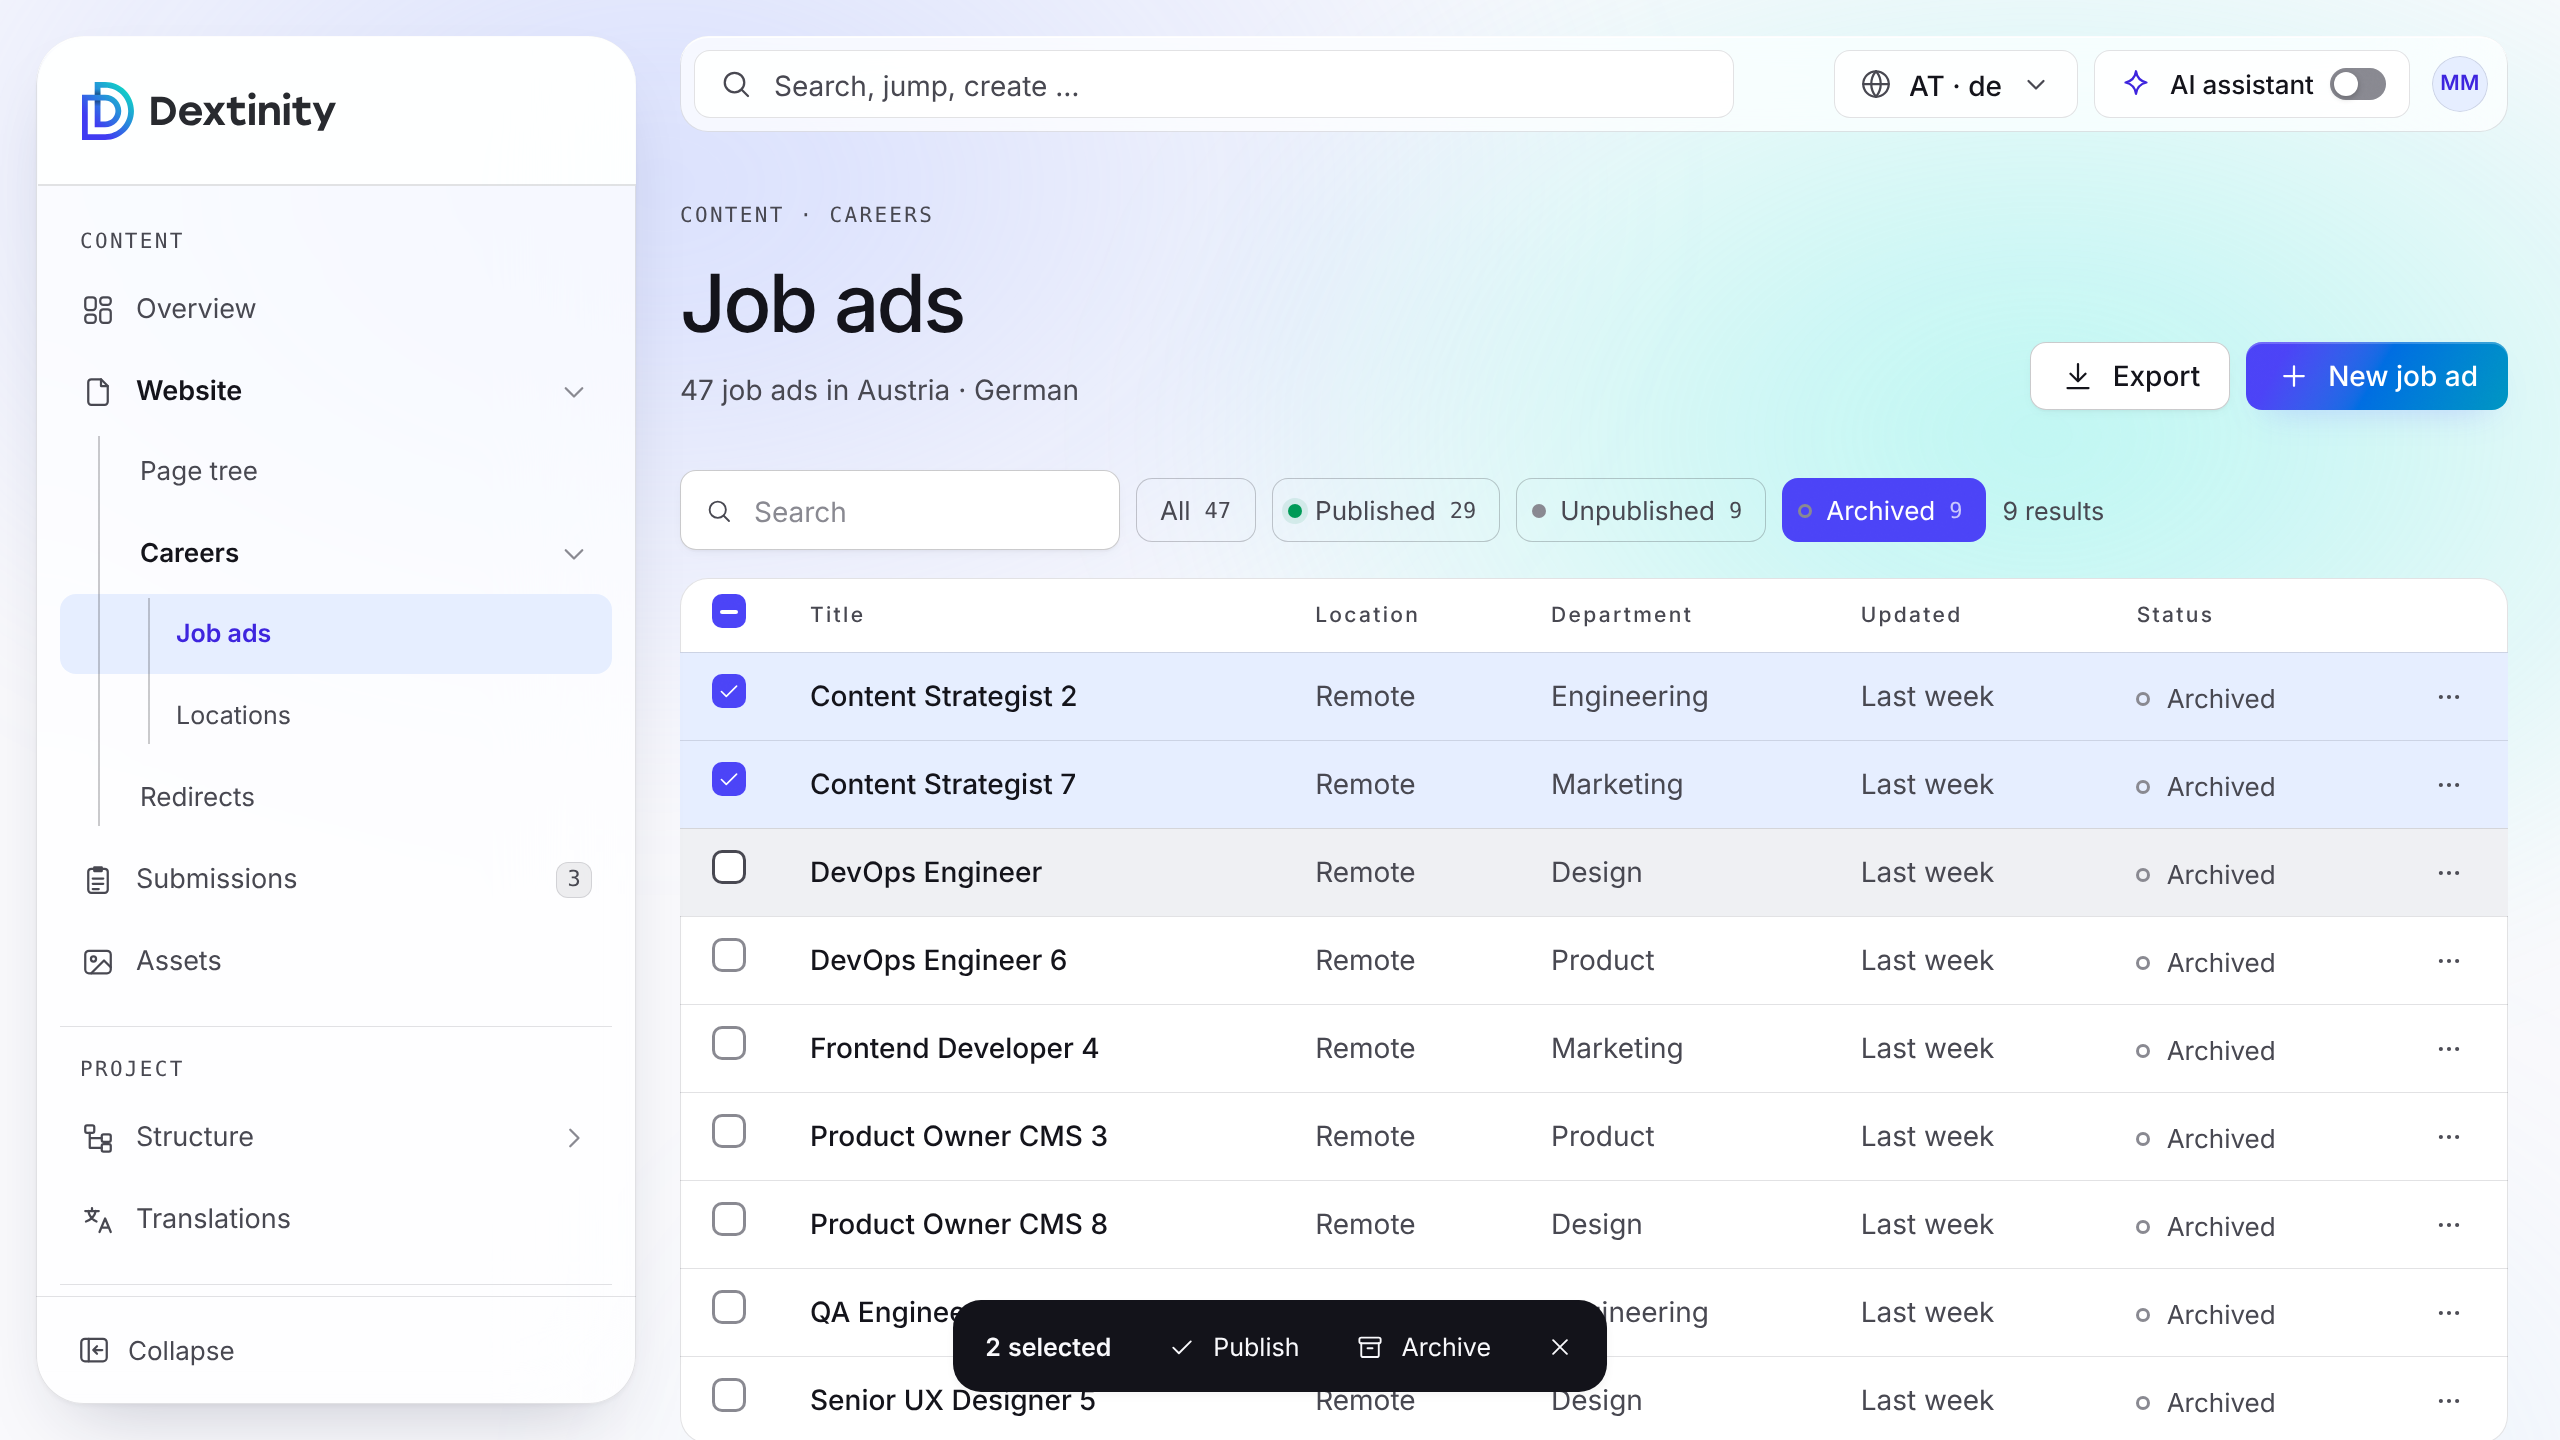 Dextinity
CONTENT
Overview
Website
Page tree
Careers
Job ads
Locations
Redirects
Submissions 3
Assets
PROJECT
Structure
Translations
Collapse
Search, jump, create ...
AT · de
AI assistant
MM
CONTENT · CAREERS
Job ads
47 job ads in Austria · German
Export
New job ad
Search
All 47
Published 29
Unpublished 9
Archived 9
9 results
Title Location Department Updated Status
Content Strategist 2 Remote Engineering Last week Archived
Content Strategist 7 Remote Marketing Last week Archived
DevOps Engineer Remote Design Last week Archived
DevOps Engineer 6 Remote Product Last week Archived
Frontend Developer 4 Remote Marketing Last week Archived
Product Owner CMS 3 Remote Product Last week Archived
Product Owner CMS 8 Remote Design Last week Archived
QA Last week Archived
2 selected Publish Archive
Senior UX Designer 5 Remote Design Last week Archived